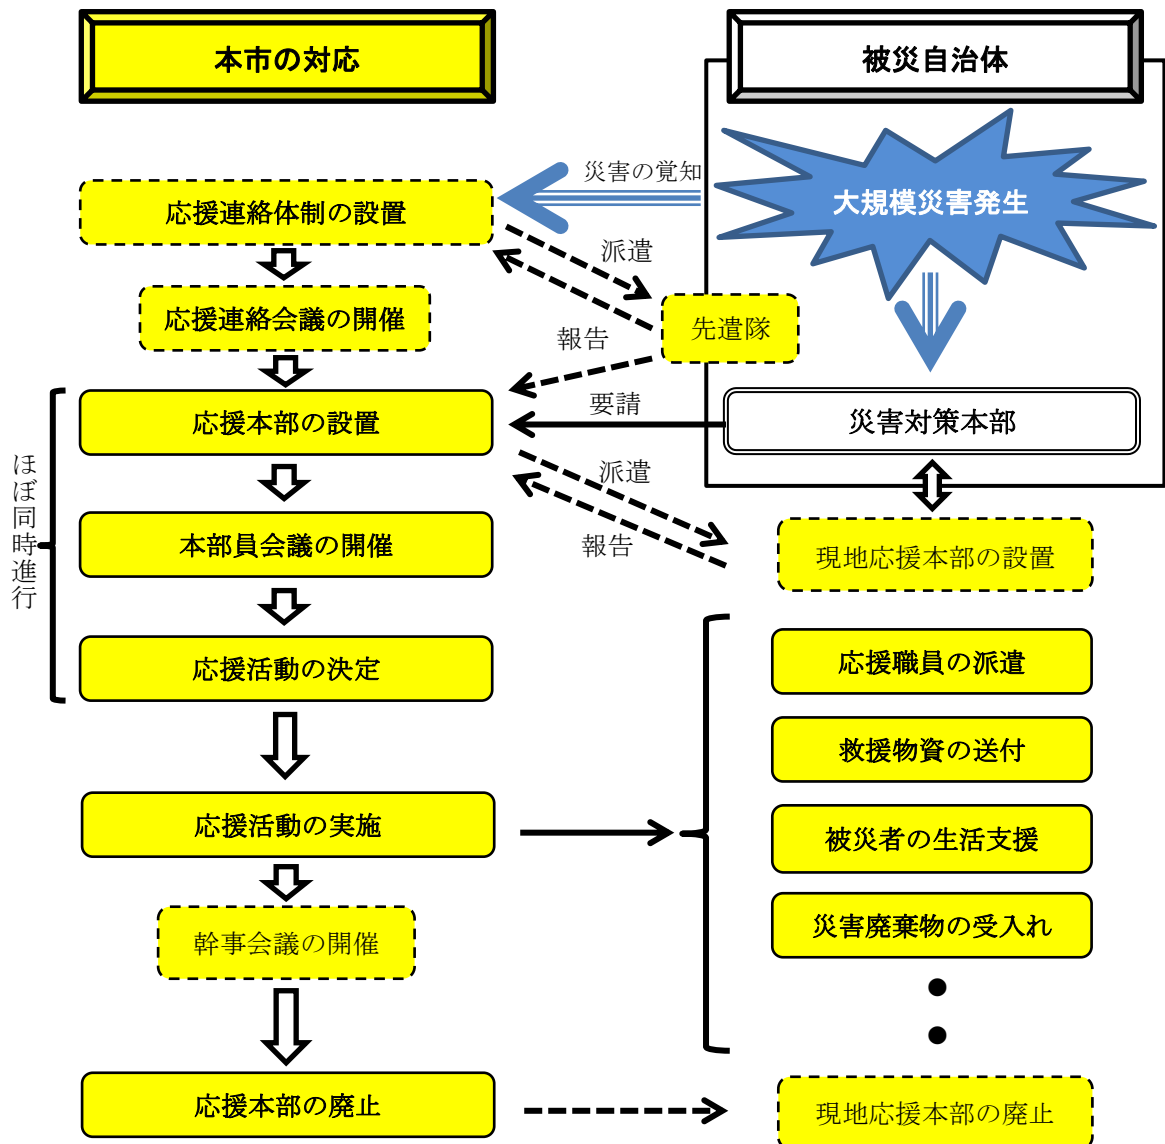 本市の対応
被災自治体
災害の覚知
大規模災害発生
応援連絡体制の設置
派遣
応援連絡会議の開催
先遣隊
報告
要請
応援本部の設置
災害対策本部
派遣
ほぼ同時進行
本部員会議の開催
報告
現地応援本部の設置
応援活動の決定
応援職員の派遣
救援物資の送付
応援活動の実施
被災者の生活支援
災害廃棄物の受入れ
幹事会議の開催
応援本部の廃止
現地応援本部の廃止